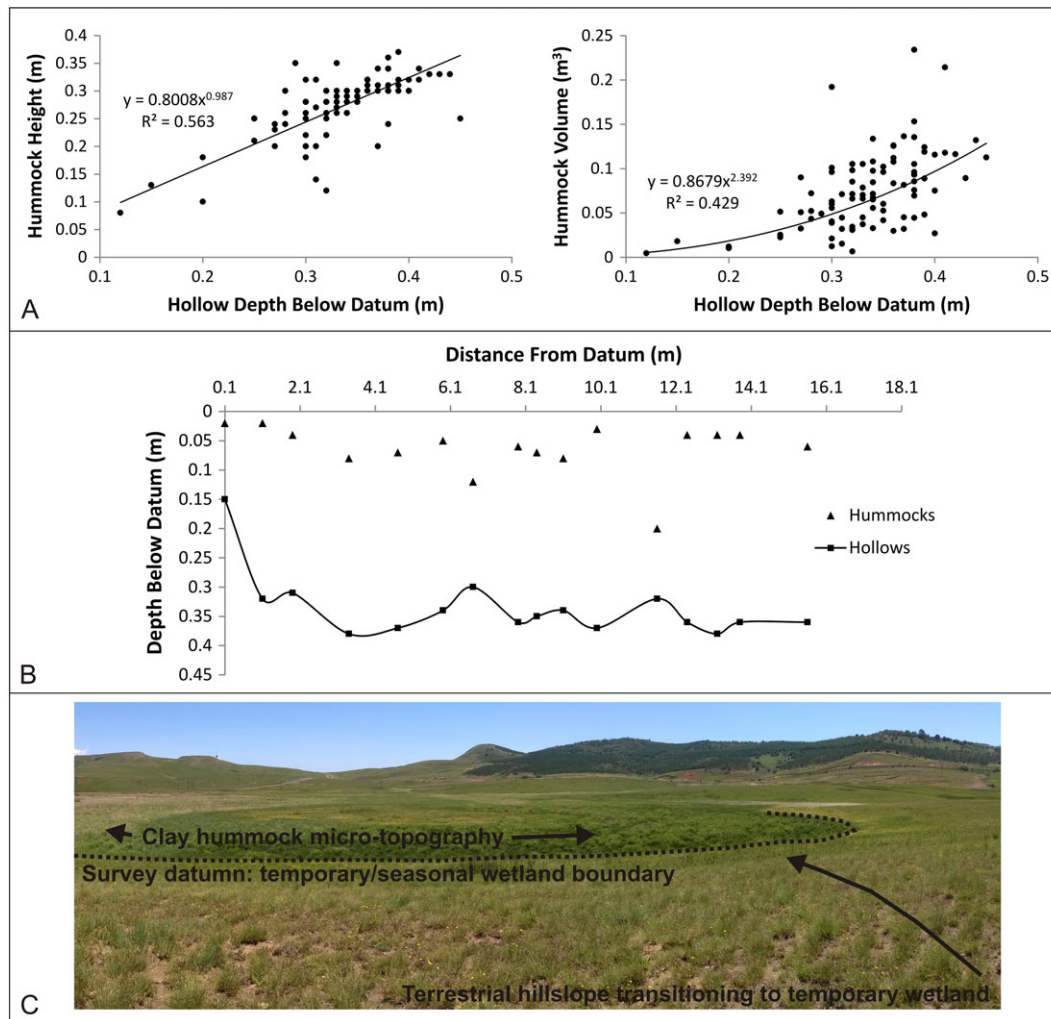 0.4
0.35
0.3
0.25
0.2
0.15
0.1
0.05
0
Hummock Height (m)
y = 0.8008x^0.987
R² = 0.563
0.1 0.2 0.3 0.4 0.5
Hollow Depth Below Datum (m)
A
0.25
0.2
0.15
0.1
0.05
0
Hummock Volume (m³)
y = 0.8679x^2.392
R² = 0.429
0.1 0.2 0.3 0.4 0.5
Hollow Depth Below Datum (m)
Distance From Datum (m)
0.1 2.1 4.1 6.1 8.1 10.1 12.1 14.1 16.1 18.1
0
0.05
0.1
0.15
0.2
0.25
0.3
0.35
0.4
0.45
Depth Below Datum (m)
Hummocks
Hollows
B
Clay hummock micro-topography
Survey datumn: temporary/seasonal wetland boundary
Terrestrial hillslope transitioning to temporary wetland
C